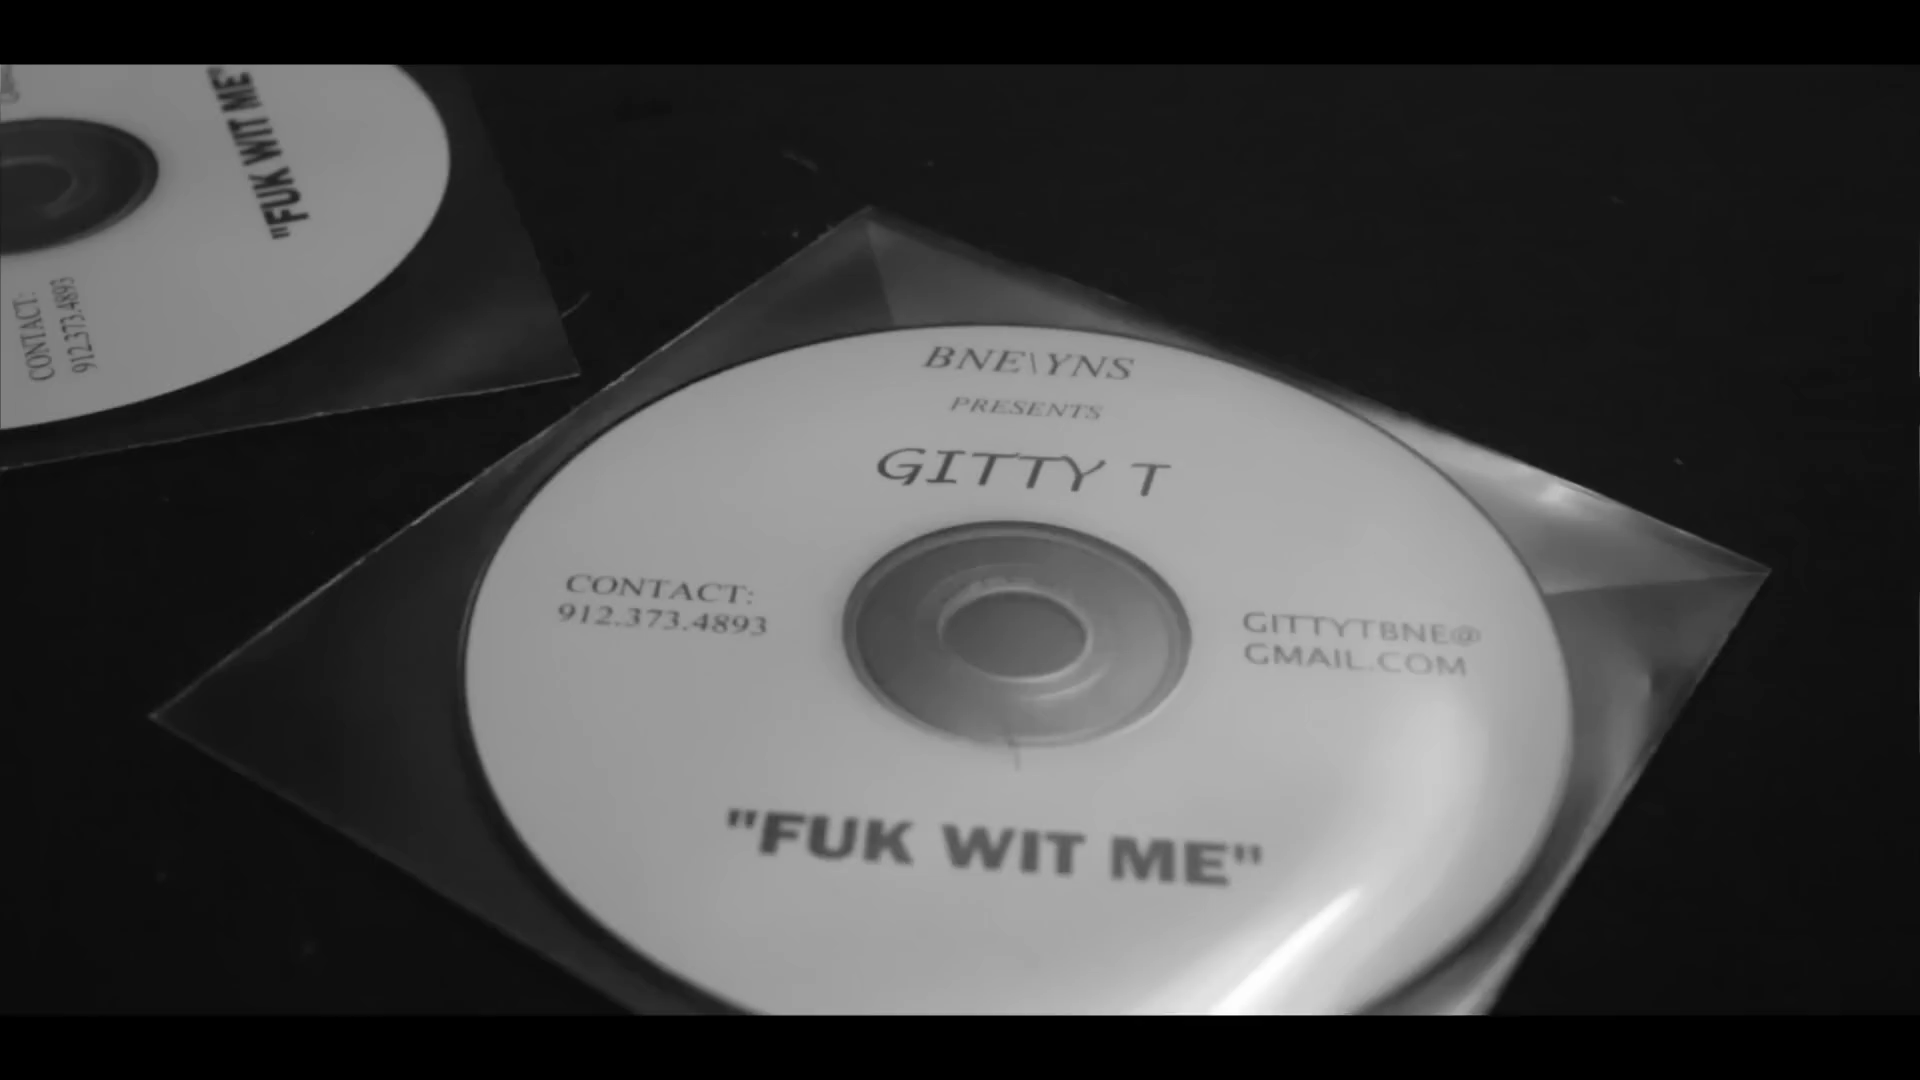 "FUK WIT ME"
CONTACT:
912.373.4893
BNE\YNS
PRESENTS
GITTY T
CONTACT:
912.373.4893
GITTYTBNE@
GMAIL.COM
"FUK WIT ME"